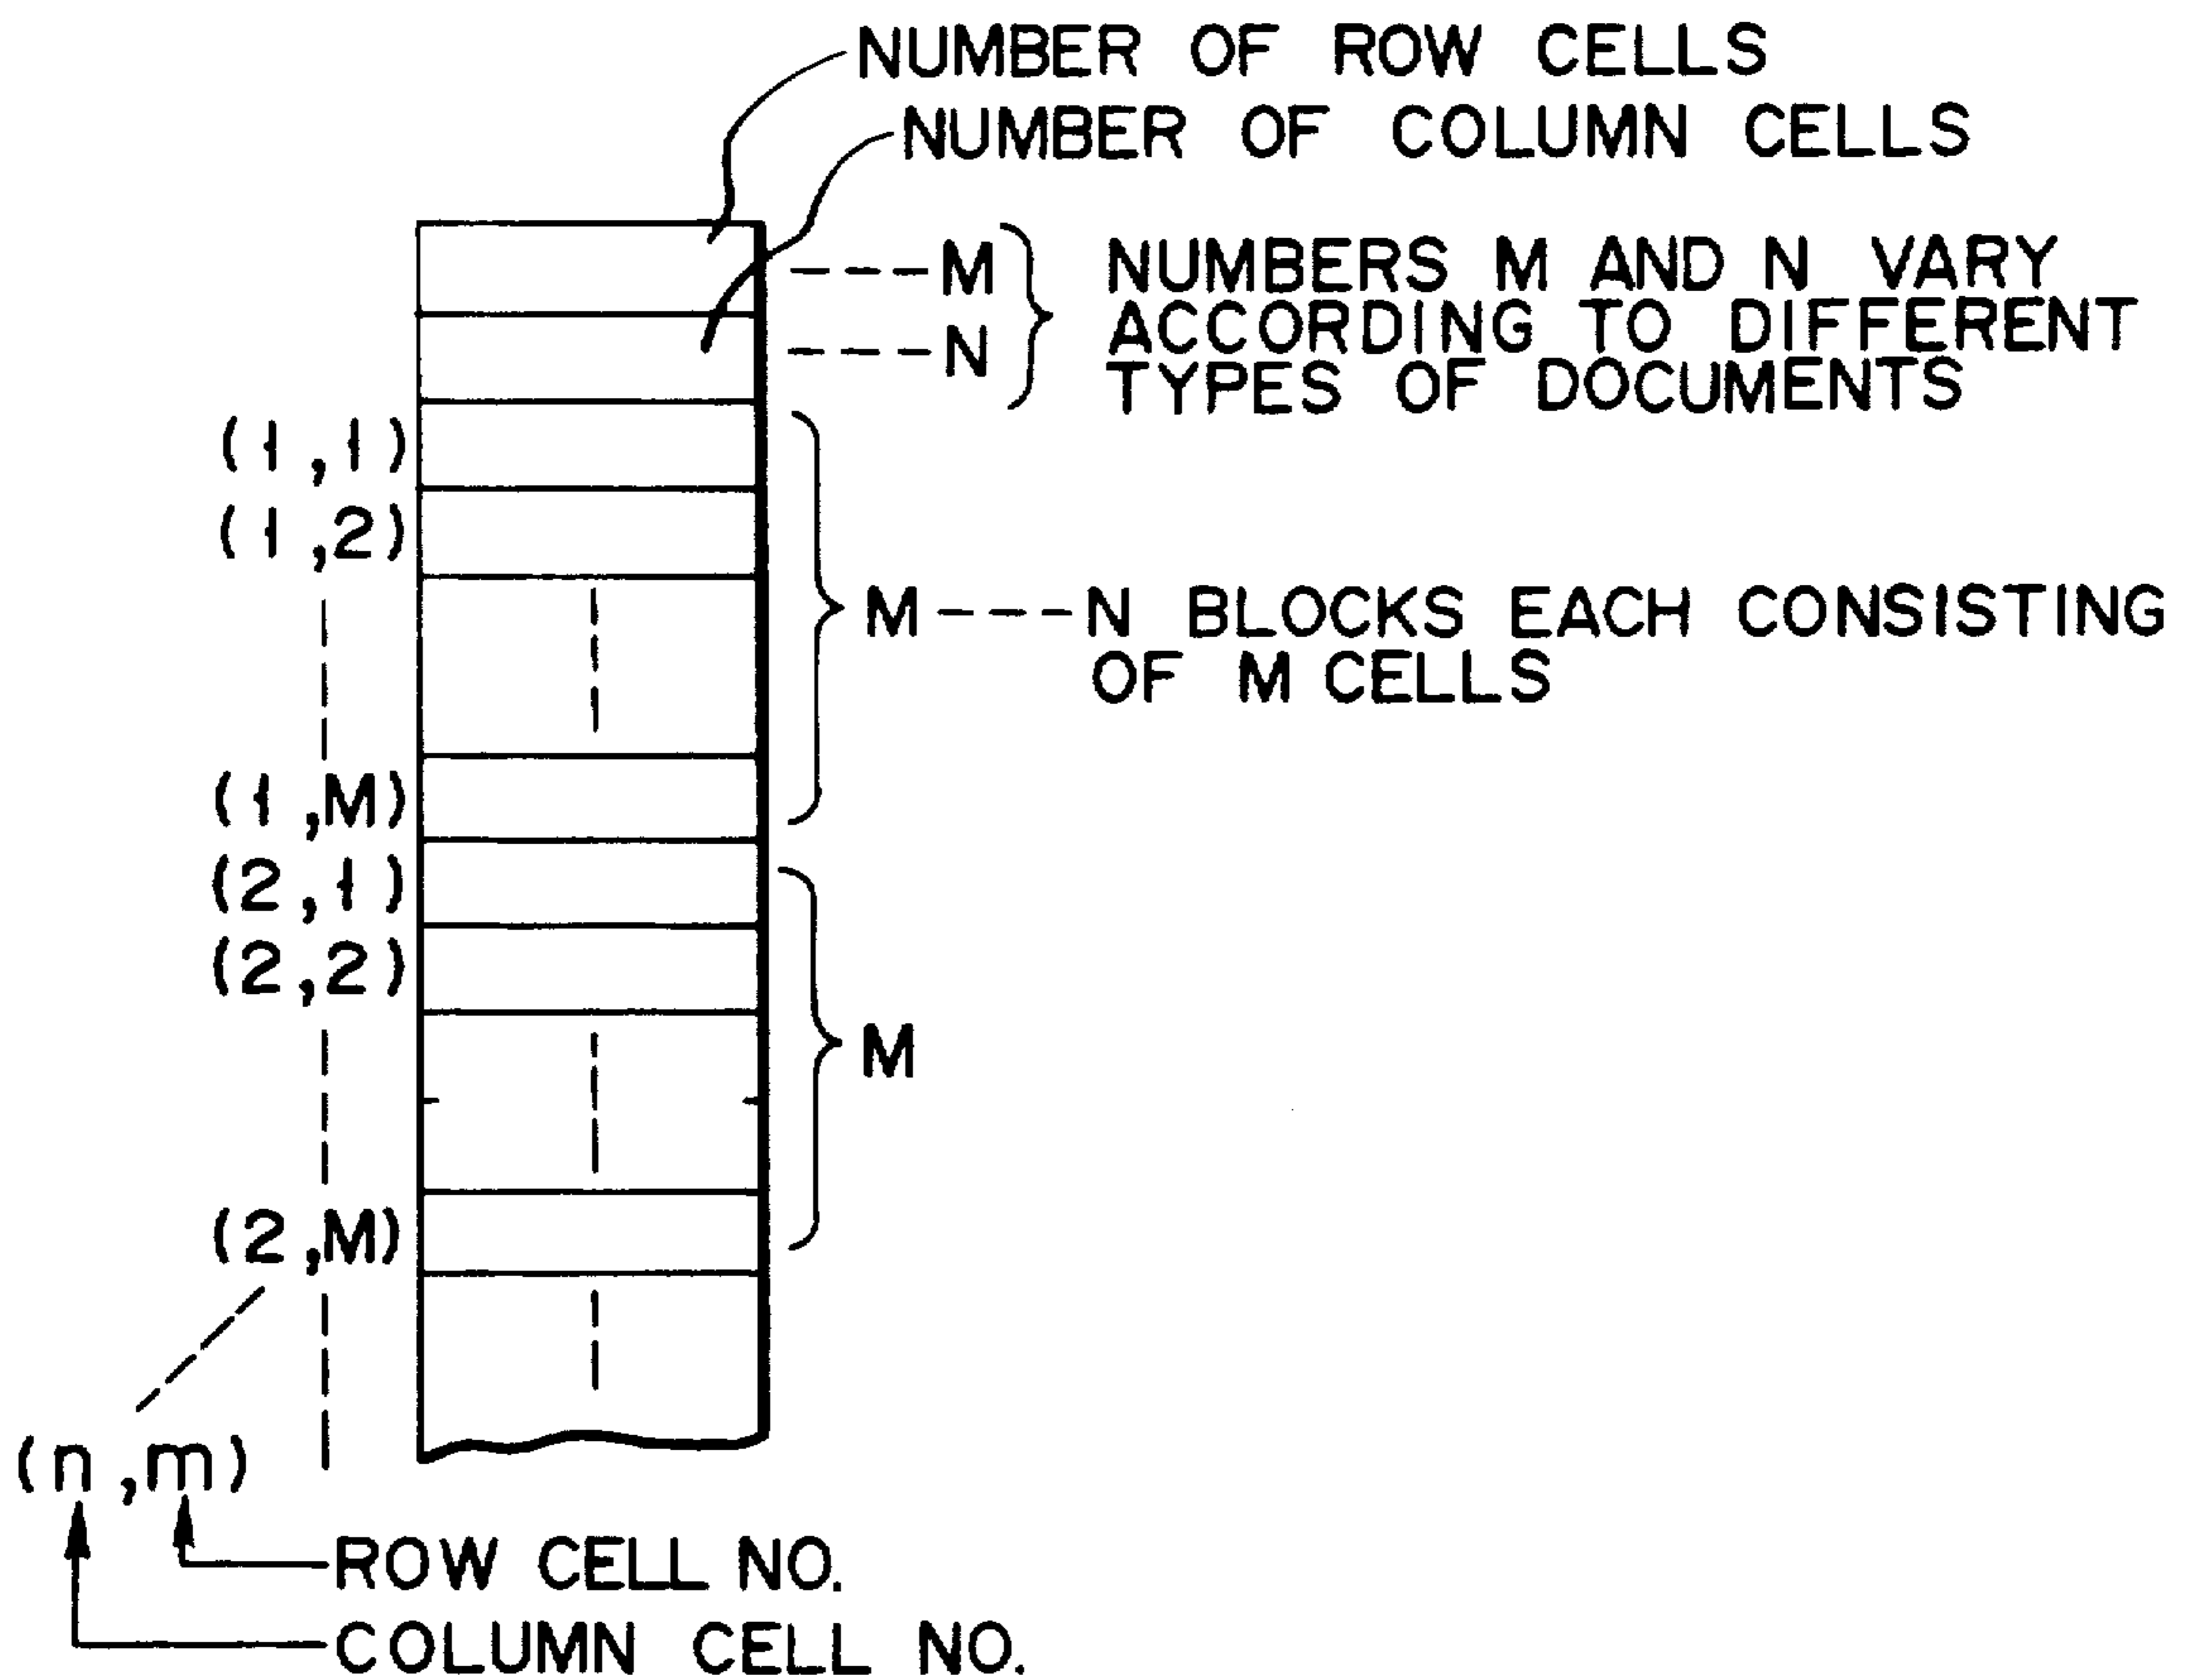 NUMBER OF ROW CELLS
NUMBER OF COLUMN CELLS
M
N
NUMBERS M AND N VARY
ACCORDING TO DIFFERENT
TYPES OF DOCUMENTS
(1,1)
(1,2)
M --- N BLOCKS EACH CONSISTING
OF M CELLS
(1,M)
(2,1)
(2,2)
M
(2,M)
(n,m)
ROW CELL NO.
COLUMN CELL NO.